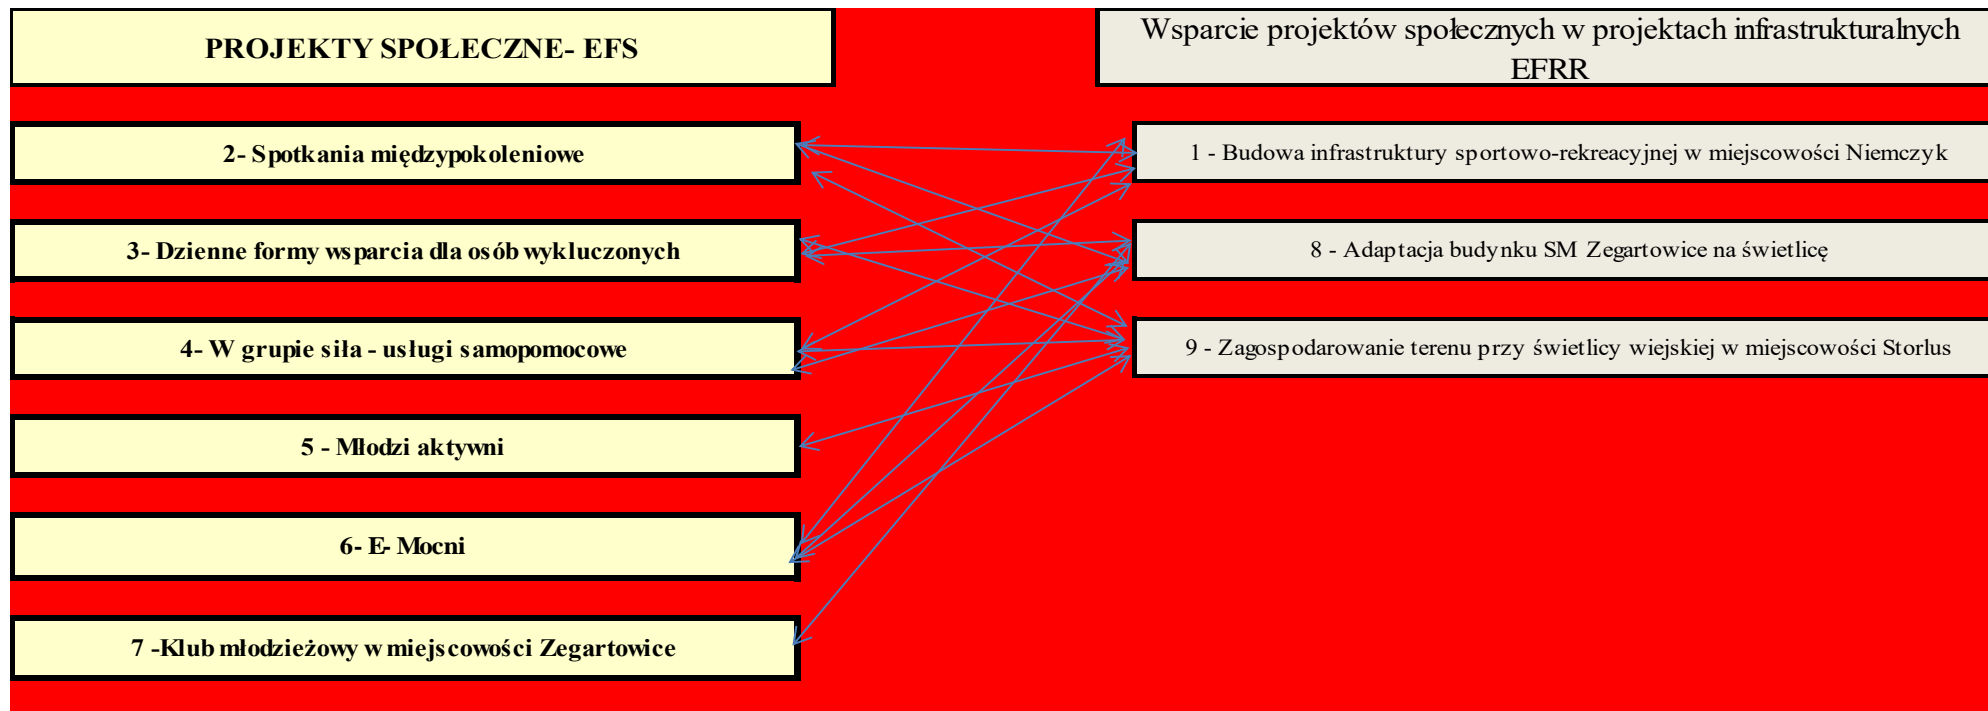 PROJEKTY SPOŁECZNE- EFS
Wsparcie projektów społecznych w projektach infrastrukturalnych
EFRR
2- Spotkania międzypokoleniowe
1 - Budowa infrastruktury sportowo-rekreacyjnej w miejscowości Niemczyk
3- Dzienne formy wsparcia dla osób wykluczonych
8 - Adaptacja budynku SM Zegartowice na świetlicę
4- W grupie siła - usługi samopomocowe
9 - Zagospodarowanie terenu przy świetlicy wiejskiej w miejscowości Storlus
5 - Młodzi aktywni
6- E- Mocni
7 -Klub młodzieżowy w miejscowości Zegartowice